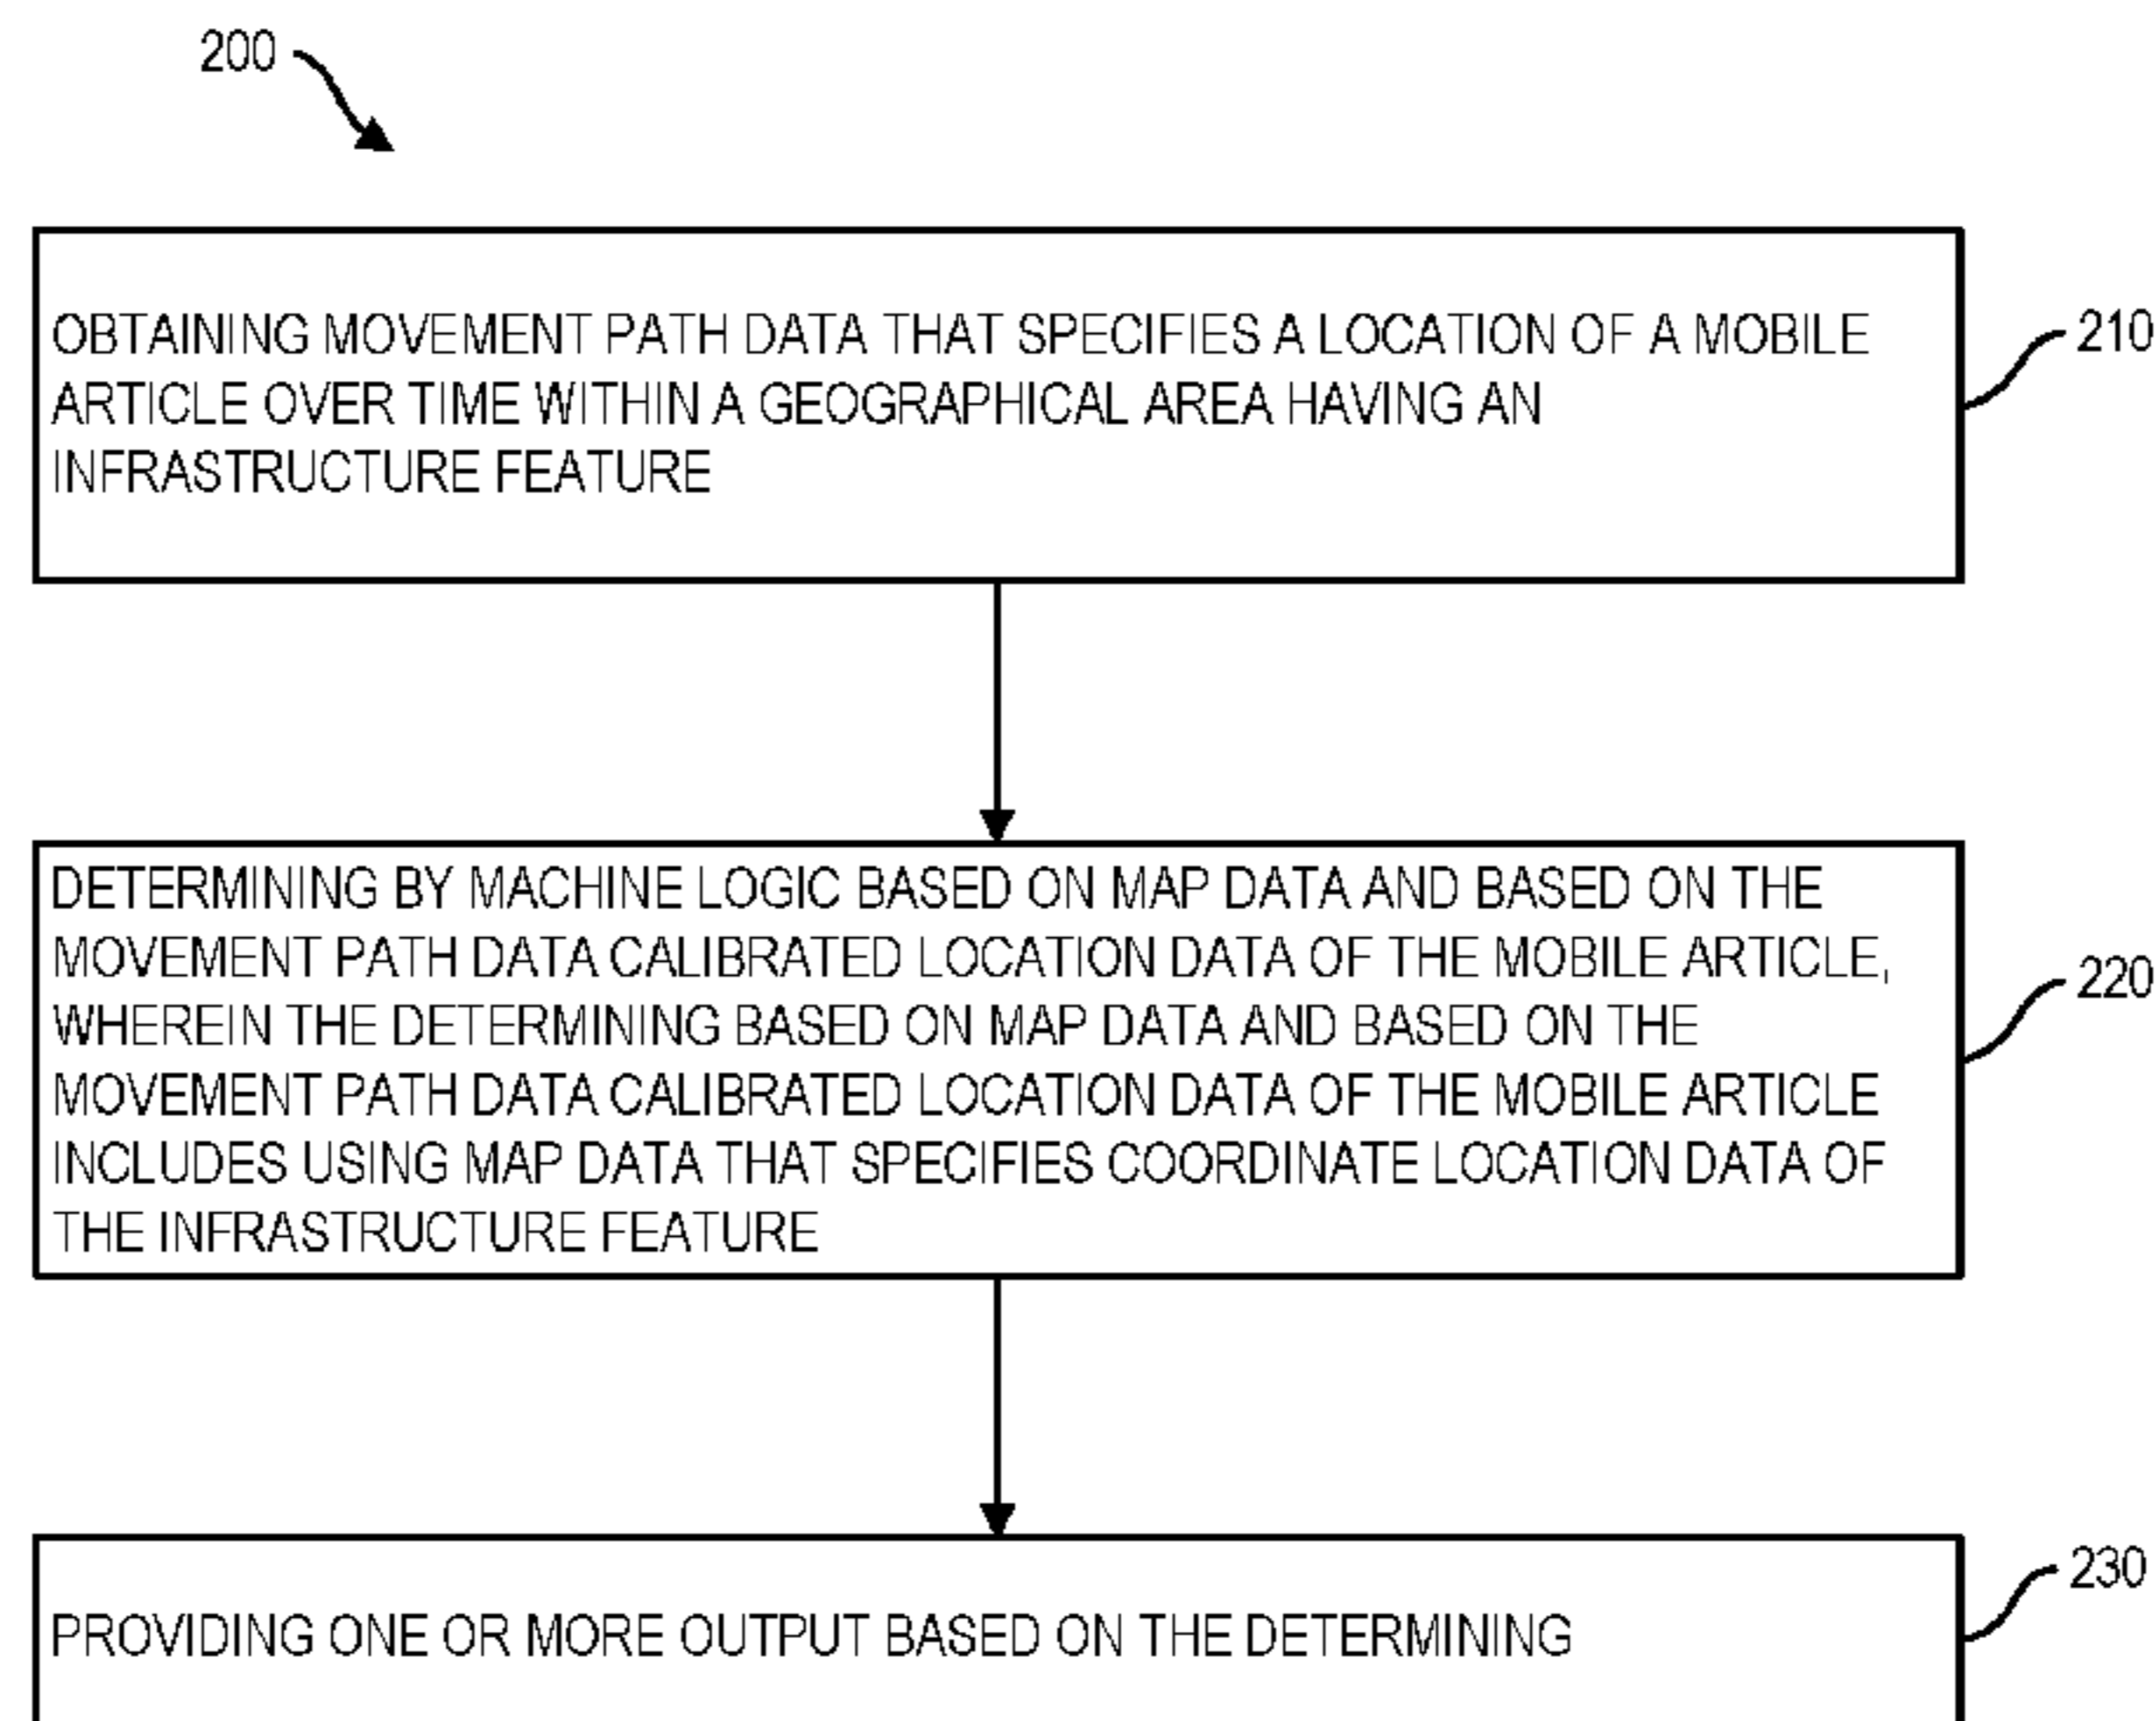 200
OBTAINING MOVEMENT PATH DATA THAT SPECIFIES A LOCATION OF A MOBILE
ARTICLE OVER TIME WITHIN A GEOGRAPHICAL AREA HAVING AN
INFRASTRUCTURE FEATURE
210
DETERMINING BY MACHINE LOGIC BASED ON MAP DATA AND BASED ON THE
MOVEMENT PATH DATA CALIBRATED LOCATION DATA OF THE MOBILE ARTICLE,
WHEREIN THE DETERMINING BASED ON MAP DATA AND BASED ON THE
MOVEMENT PATH DATA CALIBRATED LOCATION DATA OF THE MOBILE ARTICLE
INCLUDES USING MAP DATA THAT SPECIFIES COORDINATE LOCATION DATA OF
THE INFRASTRUCTURE FEATURE
220
PROVIDING ONE OR MORE OUTPUT BASED ON THE DETERMINING
230